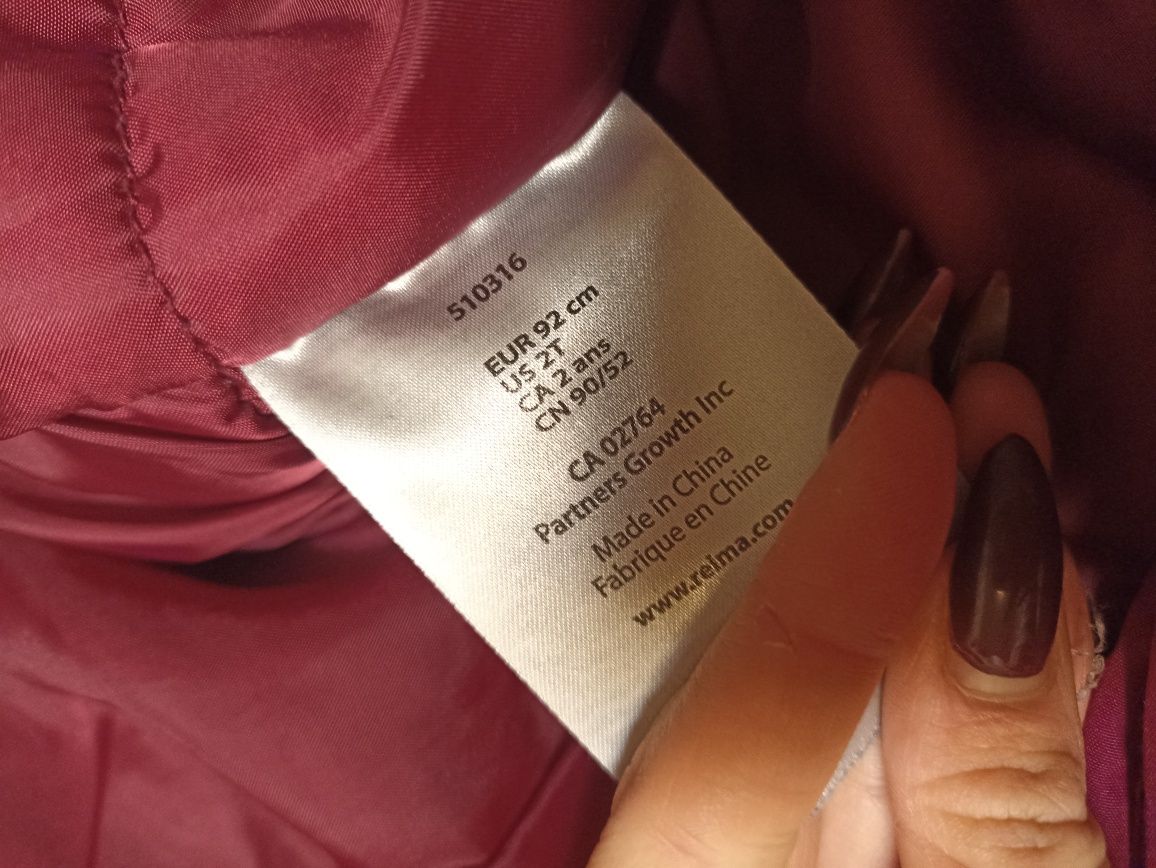 510316
EUR 92 cm
US 2T
CA 2 ans
CN 90/52
CA 02764
Partners Growth Inc
Made in China
Fabrique en Chine
www.reima.com